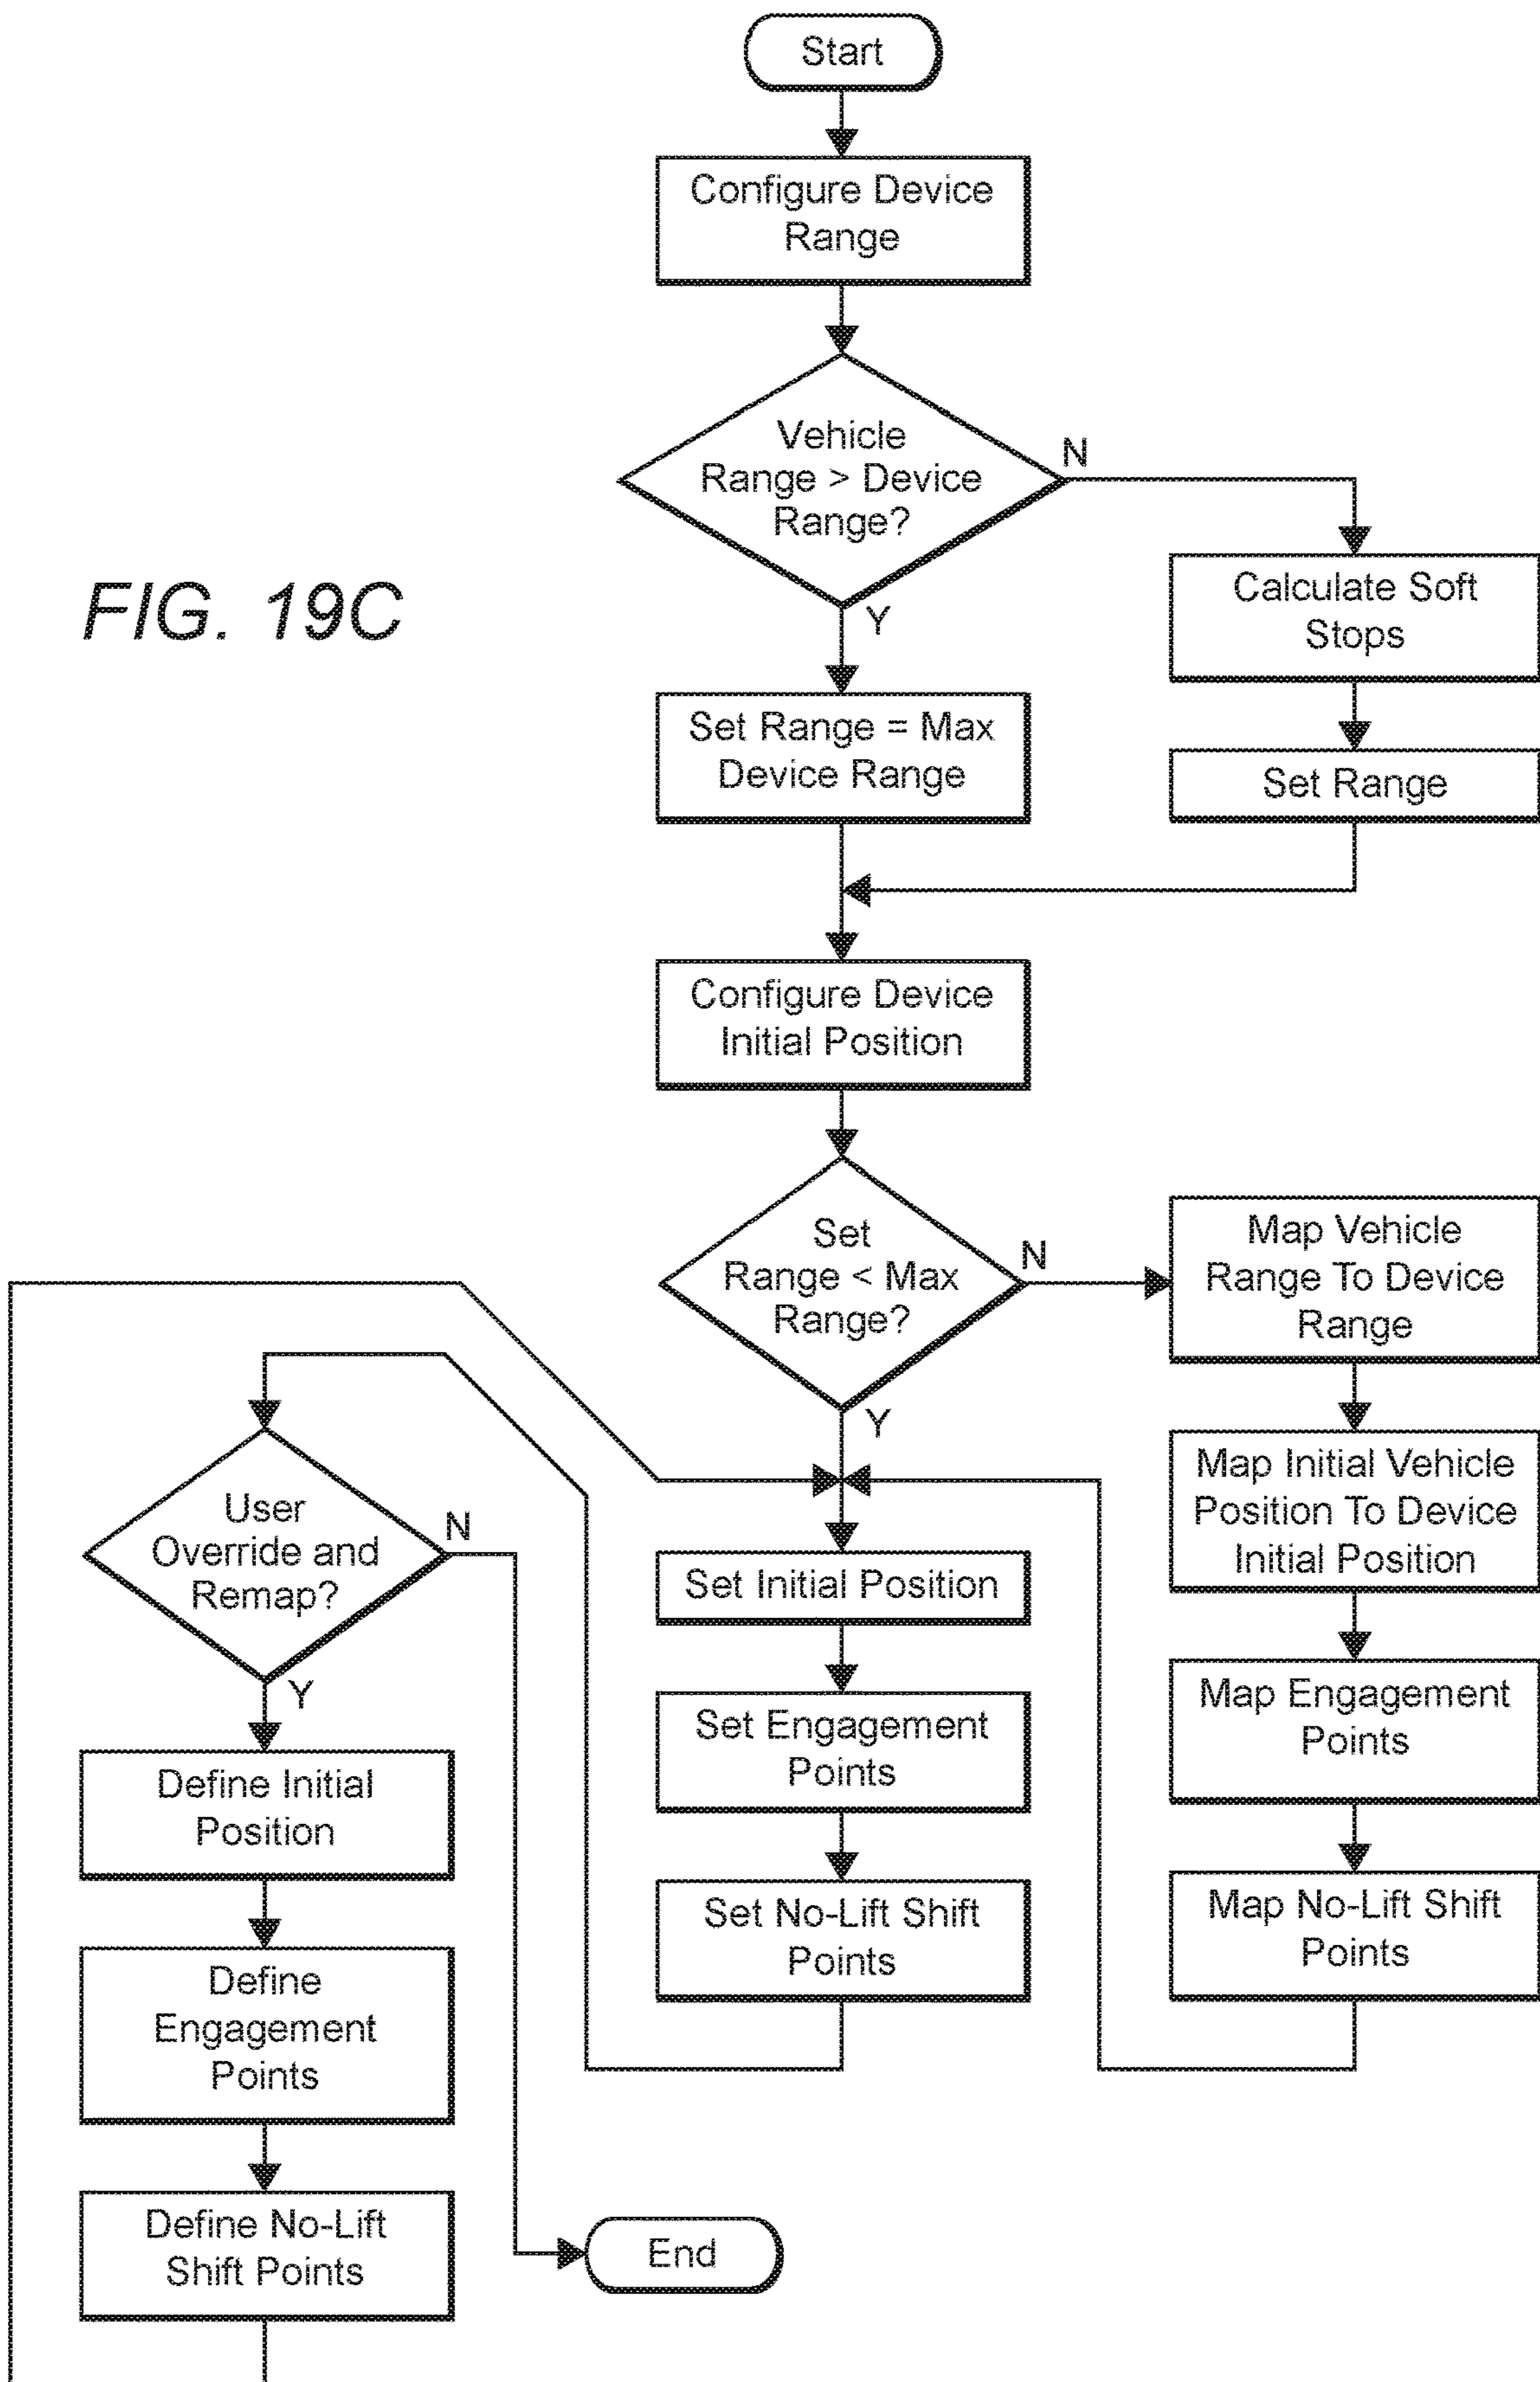 Start
Configure Device
Range
Vehicle
Range > Device
Range?
N
Y
Calculate Soft
Stops
FIG. 19C
Set Range = Max
Device Range
Set Range
Configure Device
Initial Position
Set
Range < Max
Range?
N
Y
Map Vehicle
Range To Device
Range
Map Initial Vehicle
Position To Device
Initial Position
Map Engagement
Points
Map No-Lift Shift
Points
Set Initial Position
Set Engagement
Points
Set No-Lift Shift
Points
User
Override and
Remap?
N
Y
Define Initial
Position
Define
Engagement
Points
Define No-Lift
Shift Points
End